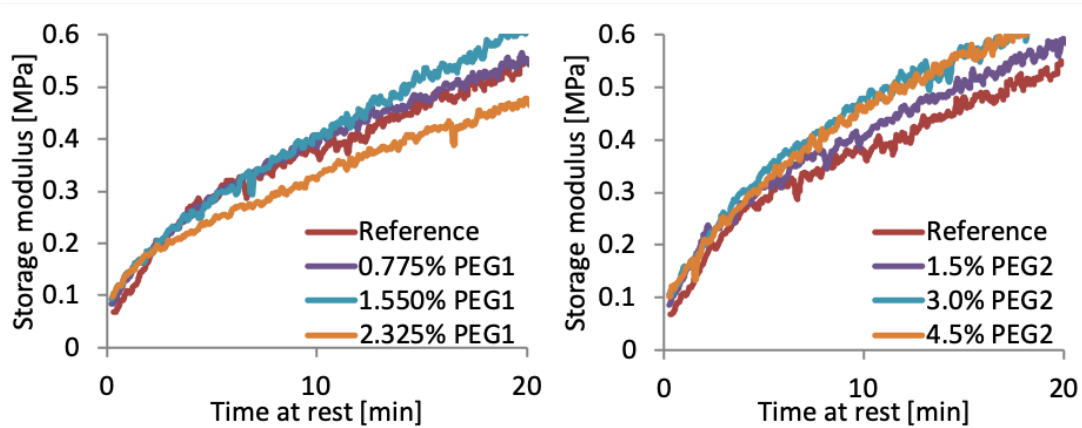 Storage modulus [MPa]
0.6
0.5
0.4
0.3
0.2
0.1
0
Reference
0.775% PEG1
1.550% PEG1
2.325% PEG1
0
10
20
Time at rest [min]
Storage modulus [MPa]
0.6
0.5
0.4
0.3
0.2
0.1
0
Reference
1.5% PEG2
3.0% PEG2
4.5% PEG2
0
10
20
Time at rest [min]